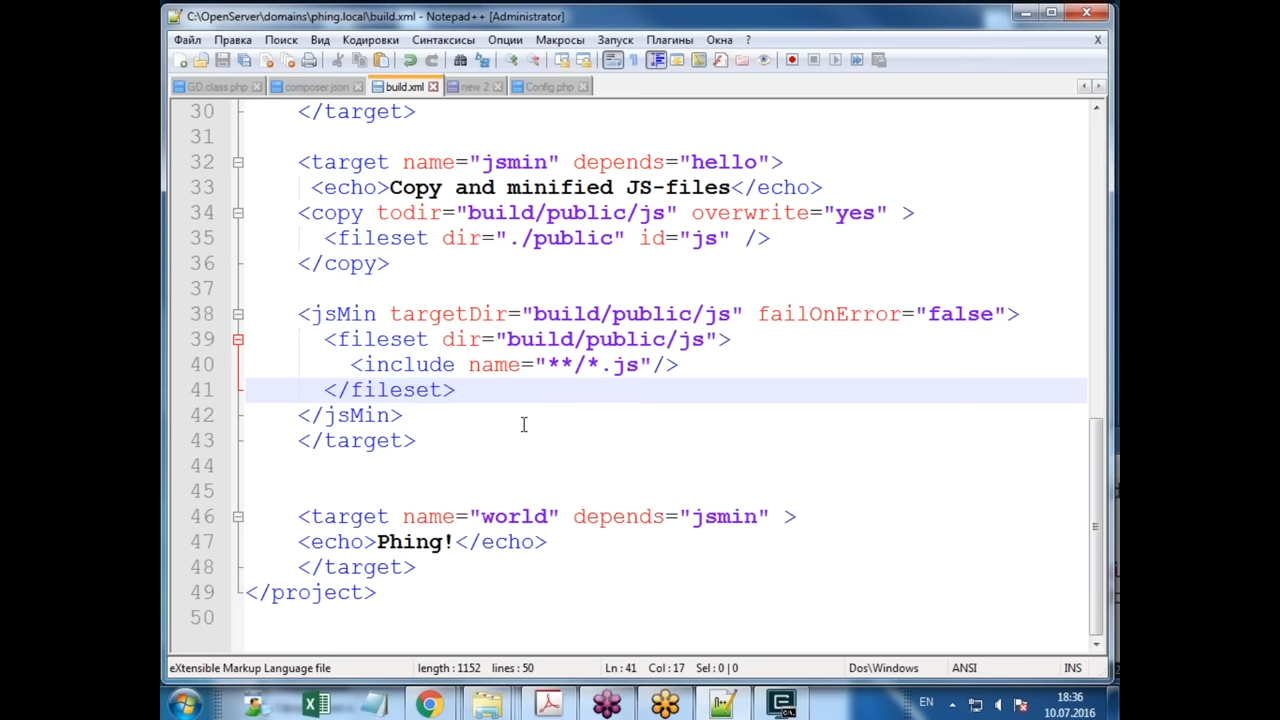 C:\OpenServer\domains\phing.local\build.xml - Notepad++ [Administrator]
Файл Правка Поиск Вид Кодировки Синтаксисы Опции Макросы Запуск Плагины Окна ? X
GD.class.php composer.json build.xml new 2 Config.php
30 </target>
31
32 <target name="jsmin" depends="hello">
33 <echo>Copy and minified JS-files</echo>
34 <copy todir="build/public/js" overwrite="yes" >
35 <fileset dir="./public" id="js" />
36 </copy>
37
38 <jsMin targetDir="build/public/js" failOnError="false">
39 <fileset dir="build/public/js">
40 <include name="**/*.js"/>
41 </fileset>
42 </jsMin>
43 </target>
44
45
46 <target name="world" depends="jsmin" >
47 <echo>Phing!</echo>
48 </target>
49 </project>
50
eXtensible Markup Language file length : 1152 lines : 50 Ln : 41 Col : 17 Sel : 0 | 0 Dos\Windows ANSI INS
EN 18:36
10.07.2016